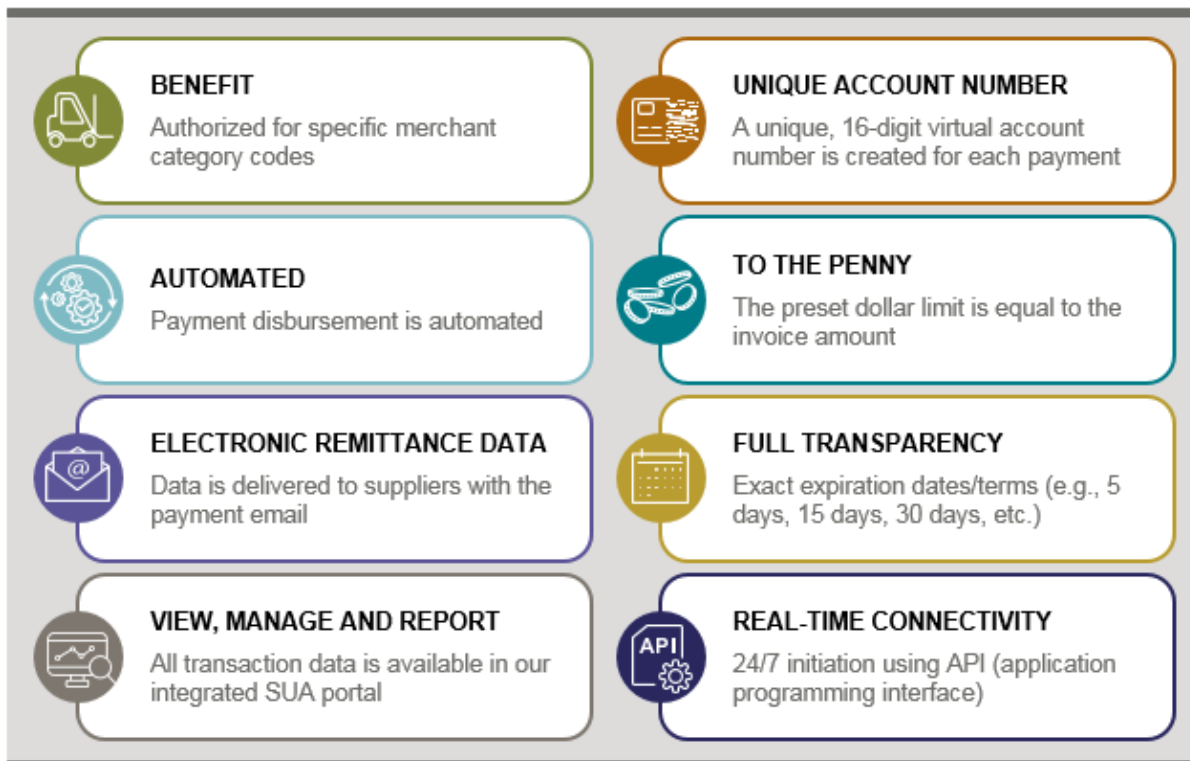 BENEFIT
Authorized for specific merchant
category codes
UNIQUE ACCOUNT NUMBER
A unique, 16-digit virtual account
number is created for each payment
AUTOMATED
Payment disbursement is automated
TO THE PENNY
The preset dollar limit is equal to the
invoice amount
@
ELECTRONIC REMITTANCE DATA
Data is delivered to suppliers with the
payment email
FULL TRANSPARENCY
Exact expiration dates/terms (e.g., 5
days, 15 days, 30 days, etc.)
VIEW, MANAGE AND REPORT
All transaction data is available in our
integrated SUA portal
API
REAL-TIME CONNECTIVITY
24/7 initiation using API (application
programming interface)